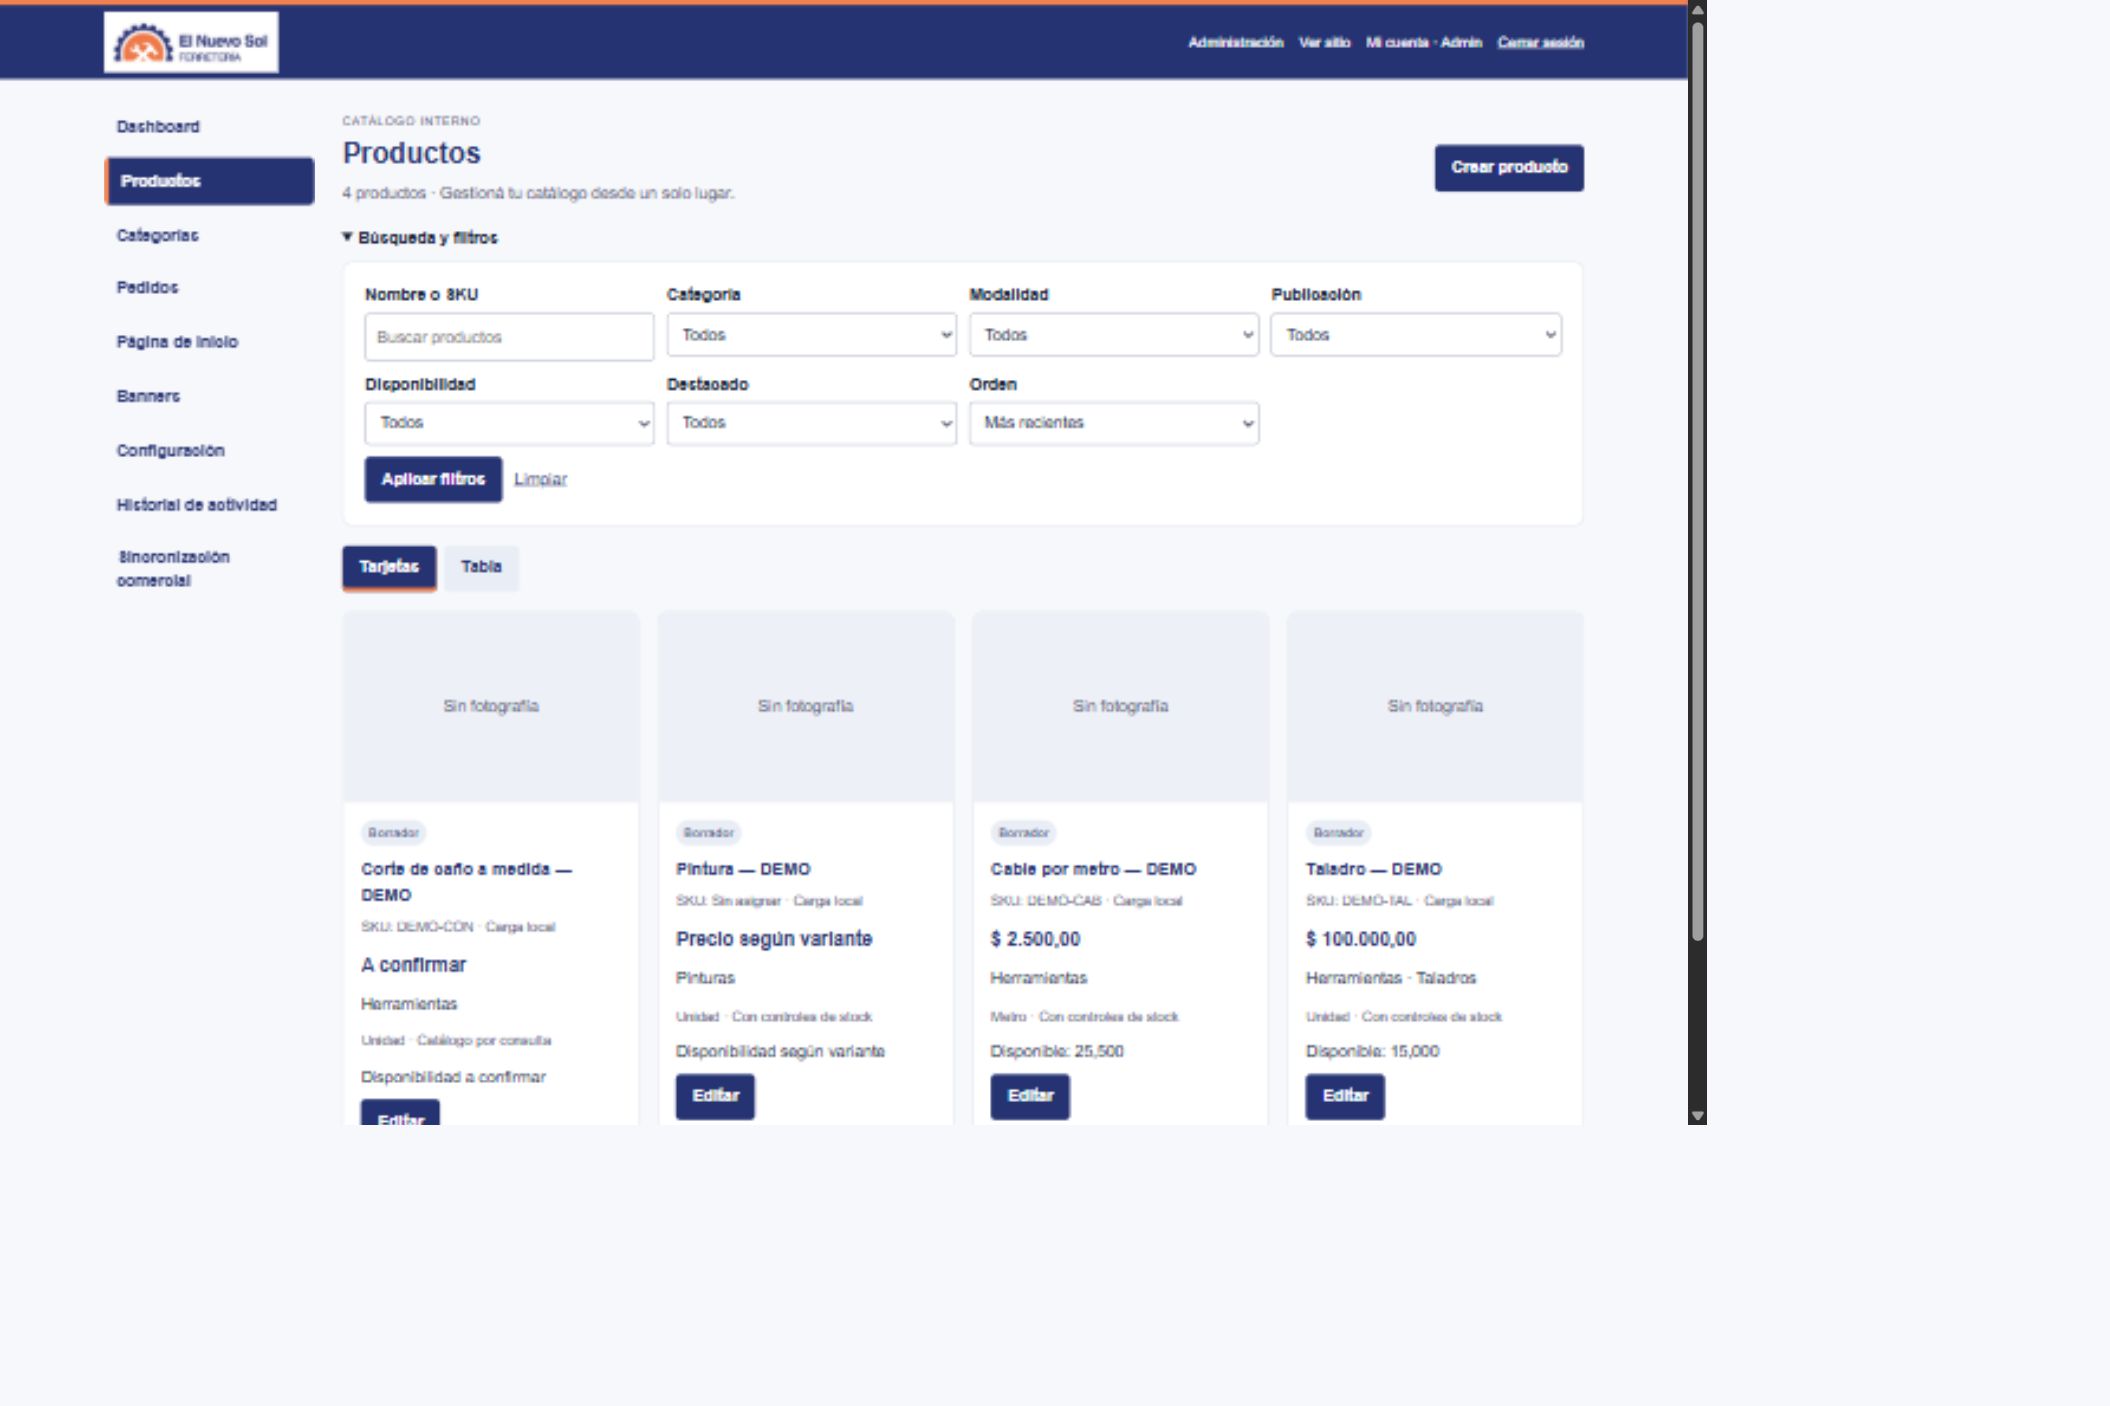 El Nuevo Sol
FERRETERIA
Administración Ver sitio Mi cuenta · Admin Cerrar sesión
Dashboard
Productos
Categorías
Pedidos
Página de inicio
Banners
Configuración
Historial de actividad
Sincronización
comercial
CATÁLOGO INTERNO
Productos
4 productos · Gestioná tu catálogo desde un solo lugar.
Crear producto
▼ Búsqueda y filtros
Nombre o SKU
Buscar productos
Categoría
Todos
Modalidad
Todos
Publicación
Todos
Disponibilidad
Todos
Destacado
Todos
Orden
Más recientes
Aplicar filtros Limpiar
Tarjetas Tabla
Sin fotografía
Borrador
Corte de caño a medida —
DEMO
SKU: DEMO-CON · Carga local
A confirmar
Herramientas
Unidad · Catálogo por consulta
Disponibilidad a confirmar
Editar
Sin fotografía
Borrador
Pintura — DEMO
SKU: Sin asignar · Carga local
Precio según variante
Pinturas
Unidad · Con controles de stock
Disponibilidad según variante
Editar
Sin fotografía
Borrador
Cable por metro — DEMO
SKU: DEMO-CAB · Carga local
$ 2.500,00
Herramientas
Metro · Con controles de stock
Disponible: 25,500
Editar
Sin fotografía
Borrador
Taladro — DEMO
SKU: DEMO-TAL · Carga local
$ 100.000,00
Herramientas · Taladros
Unidad · Con controles de stock
Disponible: 15,000
Editar